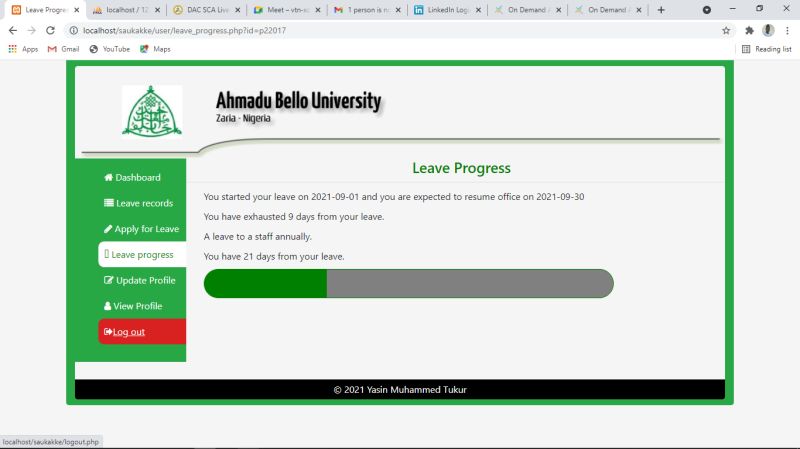 Leave Progres
localhost / 12
DAC SCA Live
Meet – vtn-sc
1 person is no
LinkedIn Logi
On Demand A
On Demand A
localhost/saukakke/user/leave_progress.php?id=p22017
Apps
Gmail
YouTube
Maps
Reading list
Ahmadu Bello University
Zaria - Nigeria
Dashboard
Leave records
Apply for Leave
Leave progress
Update Profile
View Profile
Log out
Leave Progress
You started your leave on 2021-09-01 and you are expected to resume office on 2021-09-30
You have exhausted 9 days from your leave.
A leave to a staff annually.
You have 21 days from your leave.
© 2021 Yasin Muhammed Tukur
localhost/saukakke/logout.php